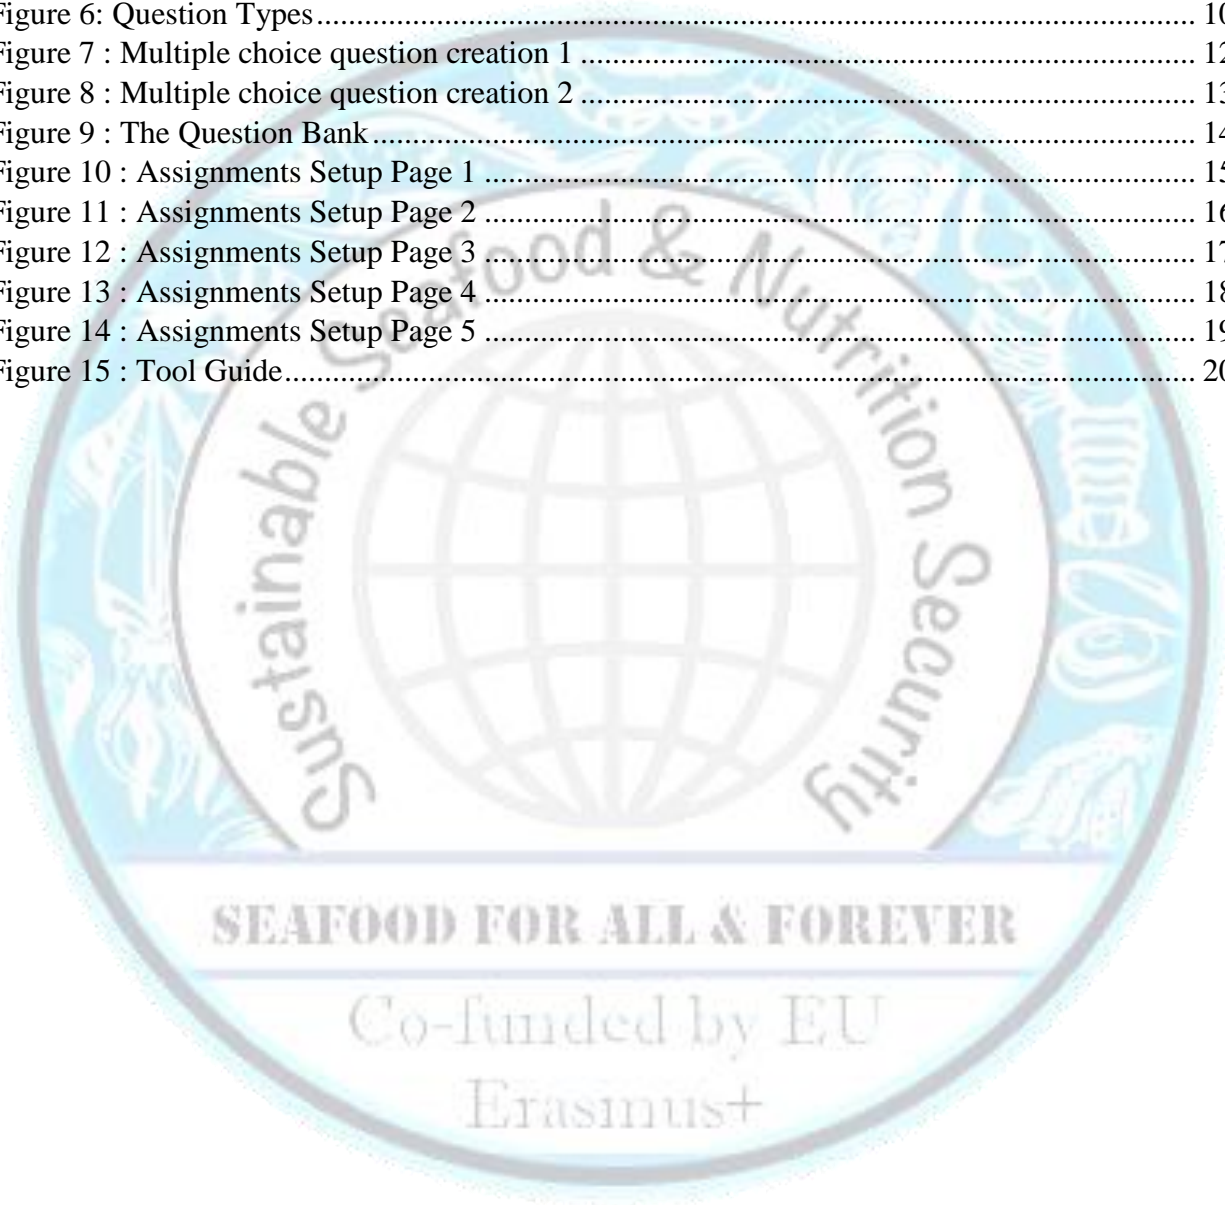 Figure 6: Question Types.......................................................................................................... 10
Figure 7 : Multiple choice question creation 1 .......................................................................... 12
Figure 8 : Multiple choice question creation 2 .......................................................................... 13
Figure 9 : The Question Bank.................................................................................................... 14
Figure 10 : Assignments Setup Page 1 ...................................................................................... 15
Figure 11 : Assignments Setup Page 2 ...................................................................................... 16
Figure 12 : Assignments Setup Page 3 ...................................................................................... 17
Figure 13 : Assignments Setup Page 4 ...................................................................................... 18
Figure 14 : Assignments Setup Page 5 ...................................................................................... 19
Figure 15 : Tool Guide............................................................................................................... 20
Sustainable Seafood & Nutrition Security
SEAFOOD FOR ALL & FOREVER
Co-funded by EU
Erasmus+